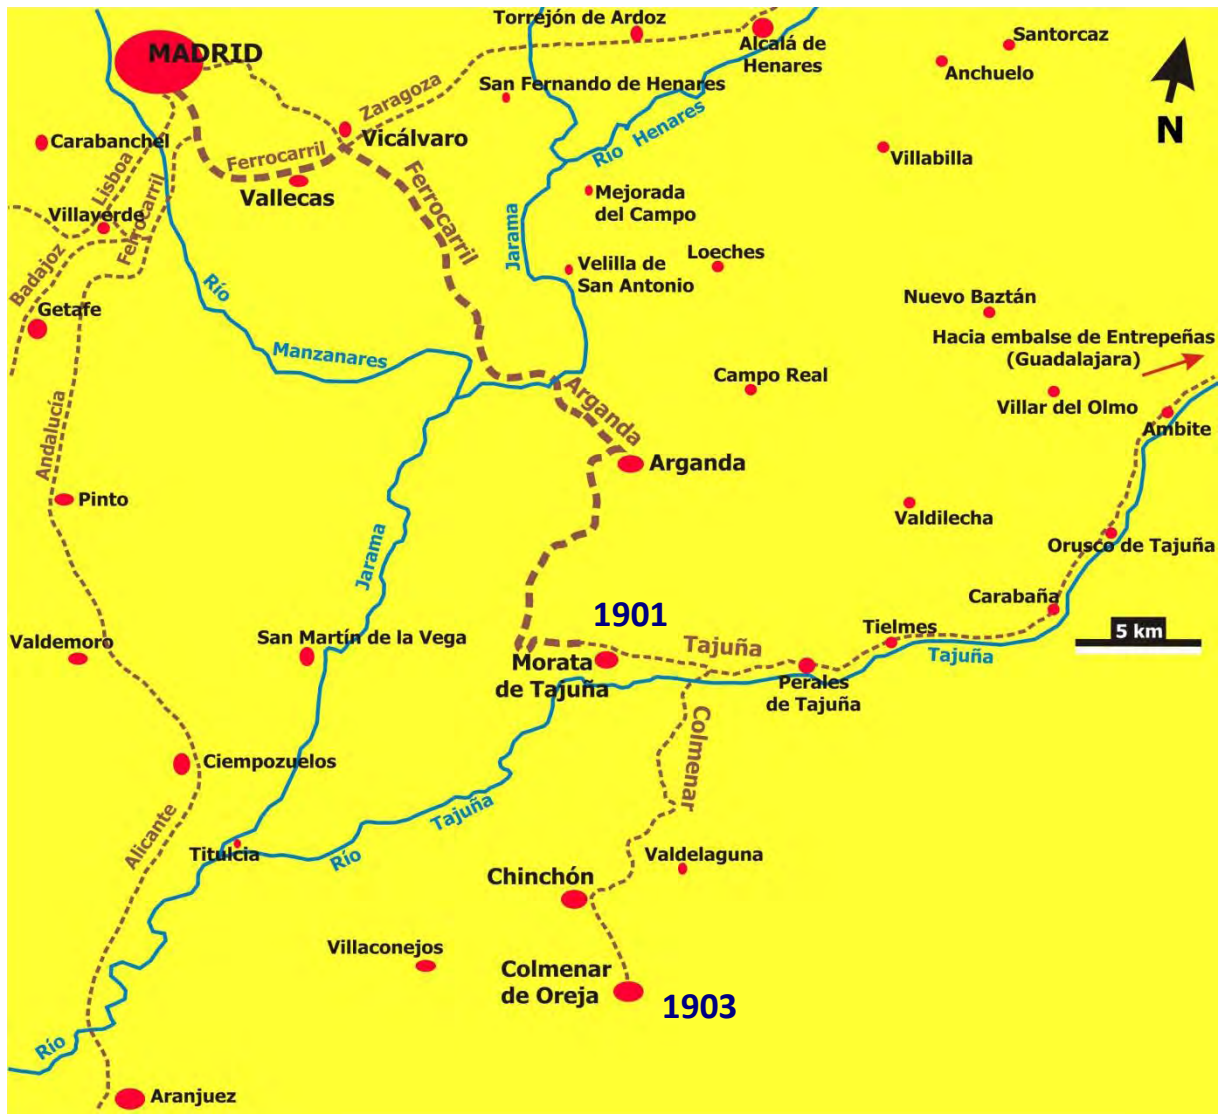 Torrejón de Ardoz
MADRID
Alcalá de
Henares
Santorcaz
Anchuelo
N
San Fernando de Henares
Zaragoza
Carabanchel
Vicálvaro
Ferrocarril
Río Henares
Villabilla
Vallecas
Lisboa
Ferrocarril
Ferrocarril
Mejorada
del Campo
Villaverde
Jarama
Badajoz
Velilla de
San Antonio
Loeches
Río
Getafe
Nuevo Baztán
Hacia embalse de Entrepeñas
(Guadalajara)
Manzanares
Arganda
Campo Real
Villar del Olmo
Ambite
Andalucía
Arganda
Pinto
Valdilecha
Jarama
Orusco de Tajuña
1901
Carabaña
Valdemoro
San Martín de la Vega
Tajuña
Tielmes
5 km
Morata
de Tajuña
Tajuña
Perales
de Tajuña
Colmenar
Ciempozuelos
Tajuña
Alicante
Titulcia
Río
Valdelaguna
Chinchón
Villaconejos
Colmenar
de Oreja
1903
Río
Aranjuez